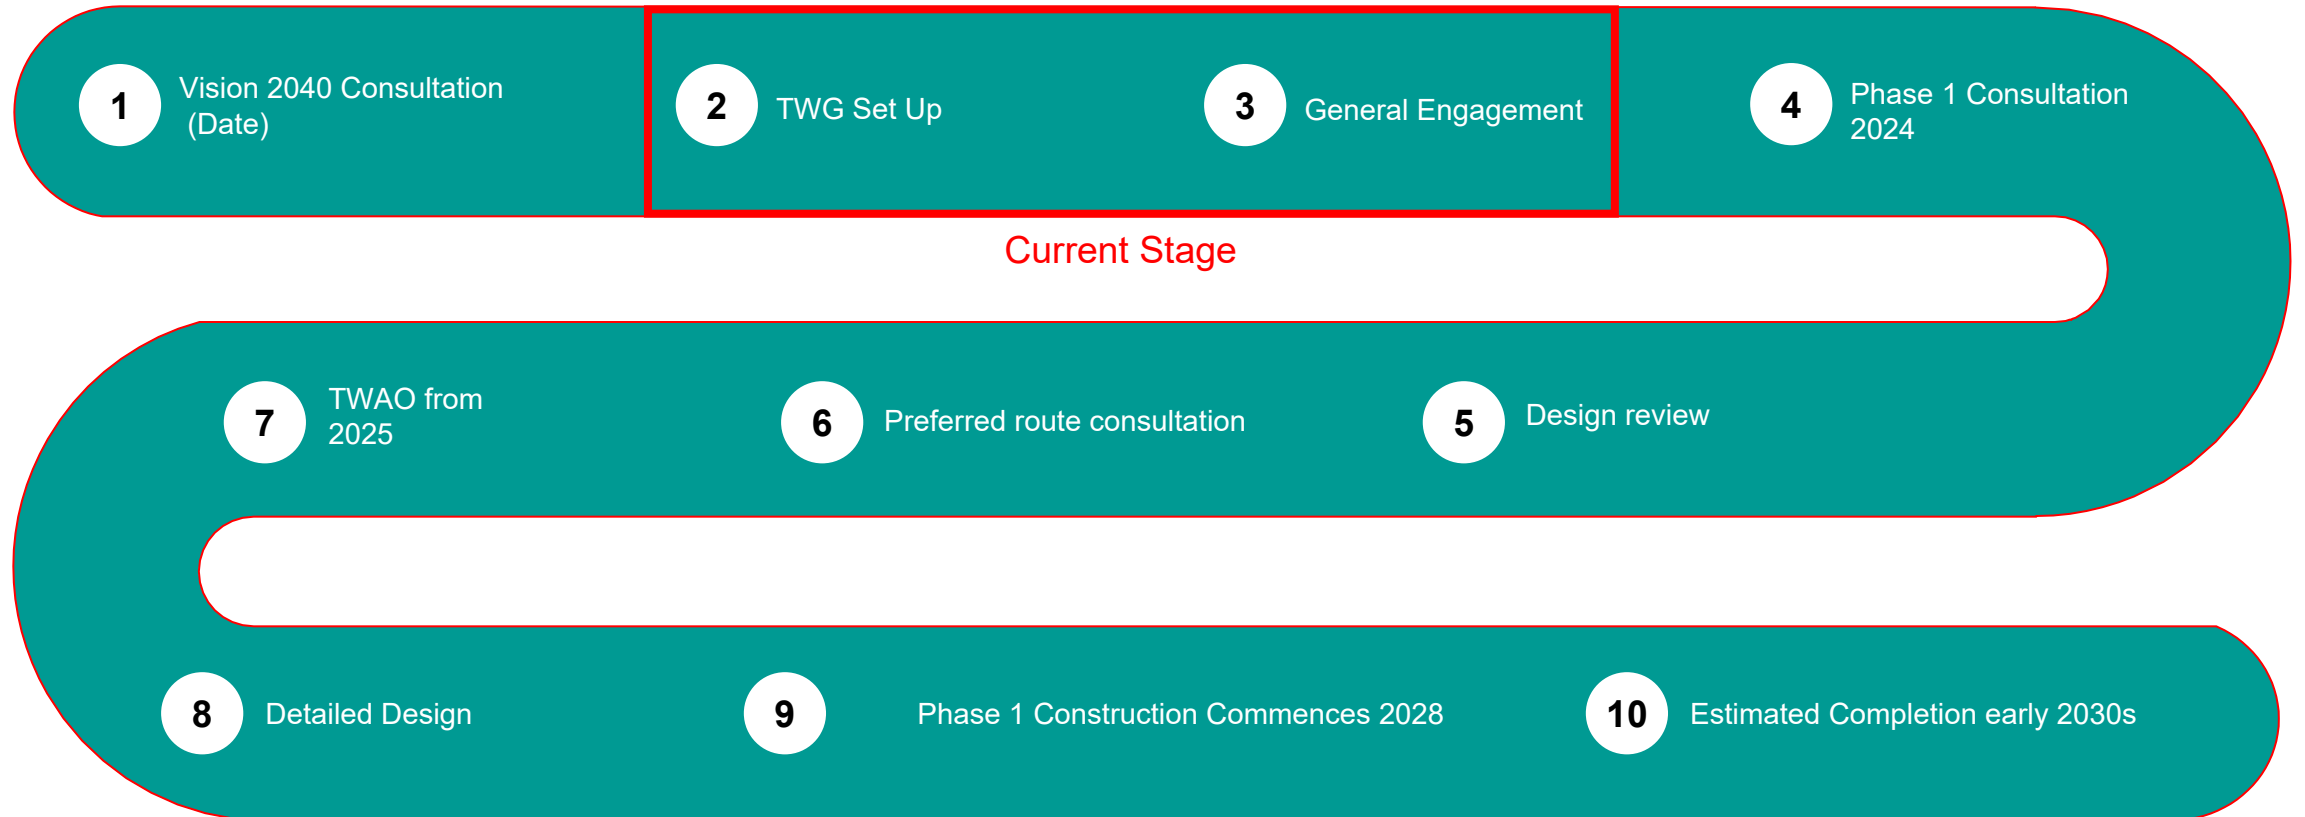 1
Vision 2040 Consultation
(Date)
2
TWG Set Up
3
General Engagement
4
Phase 1 Consultation
2024
Current Stage
5
Design review
6
Preferred route consultation
7
TWAO from
2025
8
Detailed Design
9
Phase 1 Construction Commences 2028
10
Estimated Completion early 2030s